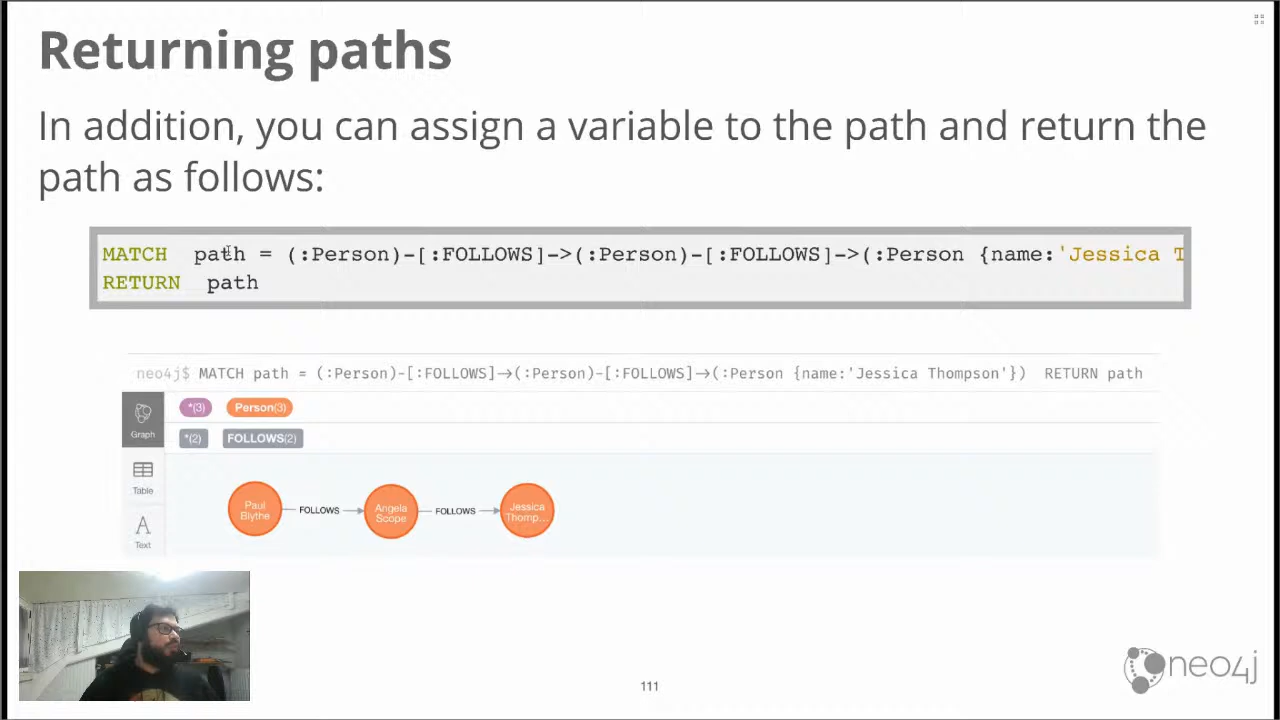 Returning paths
In addition, you can assign a variable to the path and return the
path as follows:
MATCH path = (:Person)-[:FOLLOWS]->(:Person)-[:FOLLOWS]->(:Person {name:'Jessica T
RETURN path
neo4j$ MATCH path = (:Person)-[:FOLLOWS]→(:Person)-[:FOLLOWS]→(:Person {name:'Jessica Thompson'}) RETURN path
*(3) Person(3)
Graph
*(2) FOLLOWS(2)
Table
Paul
Blythe
FOLLOWS
Angela
Scope
FOLLOWS
Jessica
Thomp...
A
Text
neo4j
111